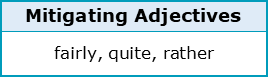 Mitigating Adjectives
fairly, quite, rather